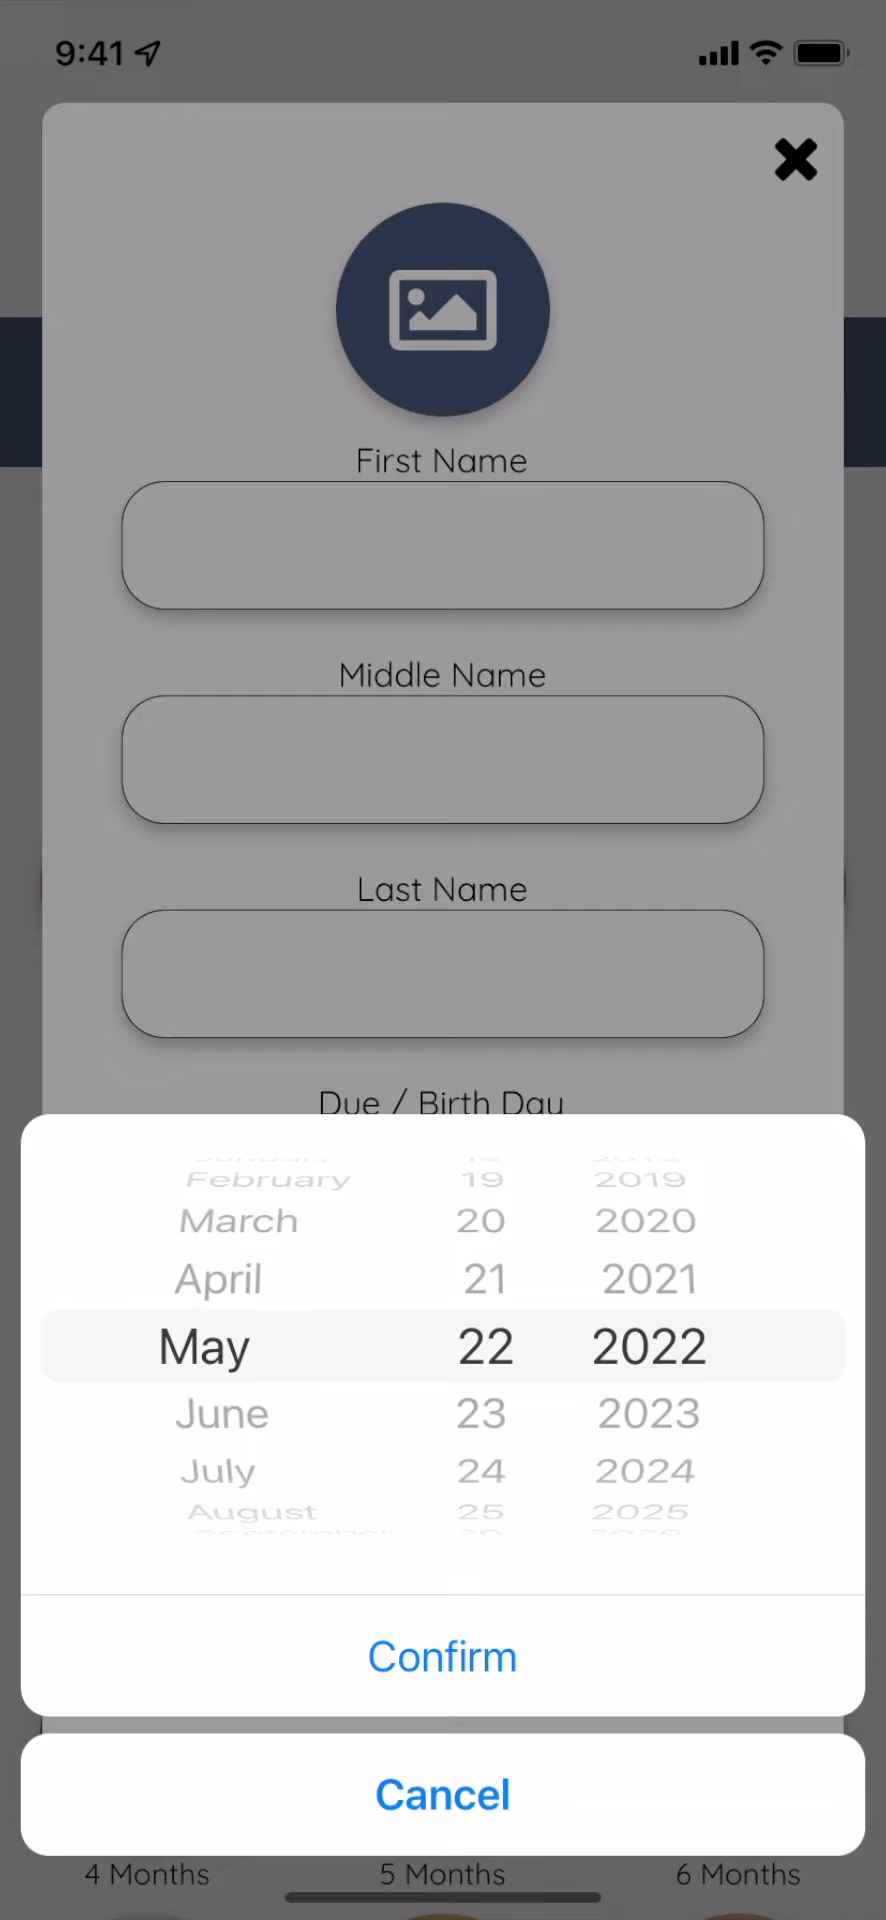 9:41
First Name
Middle Name
Last Name
Due / Birth Day
February 19 2019
March 20 2020
April 21 2021
May 22 2022
June 23 2023
July 24 2024
August 25 2025
Confirm
Cancel
4 Months 5 Months 6 Months